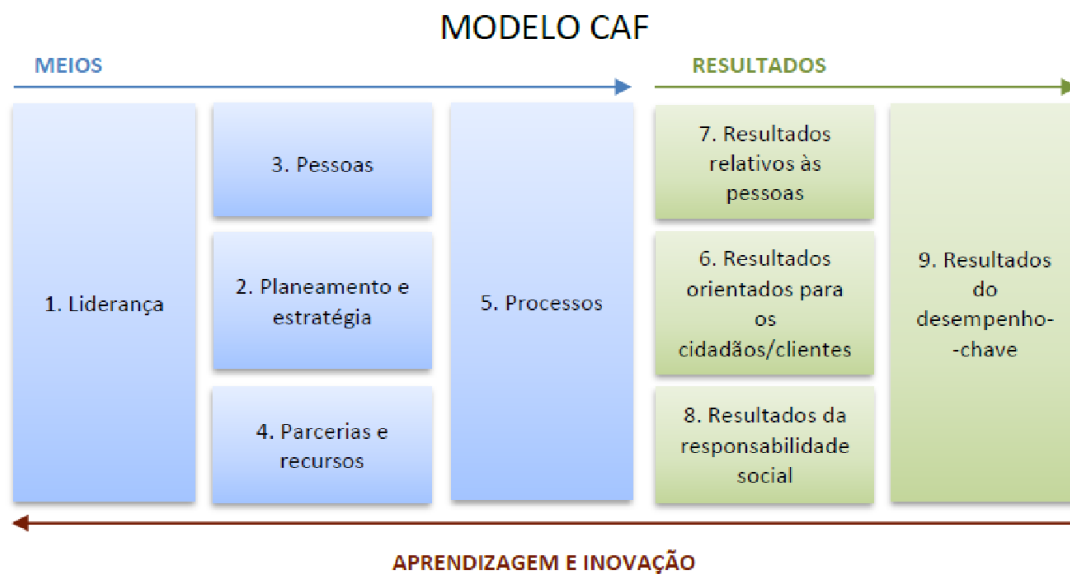 MODELO CAF
MEIOS
RESULTADOS
1. Liderança
3. Pessoas
2. Planeamento e
estratégia
4. Parcerias e
recursos
5. Processos
7. Resultados
relativos às
pessoas
6. Resultados
orientados para
os
cidadãos/clientes
8. Resultados da
responsabilidade
social
9. Resultados
do
desempenho-
-chave
APRENDIZAGEM E INOVAÇÃO